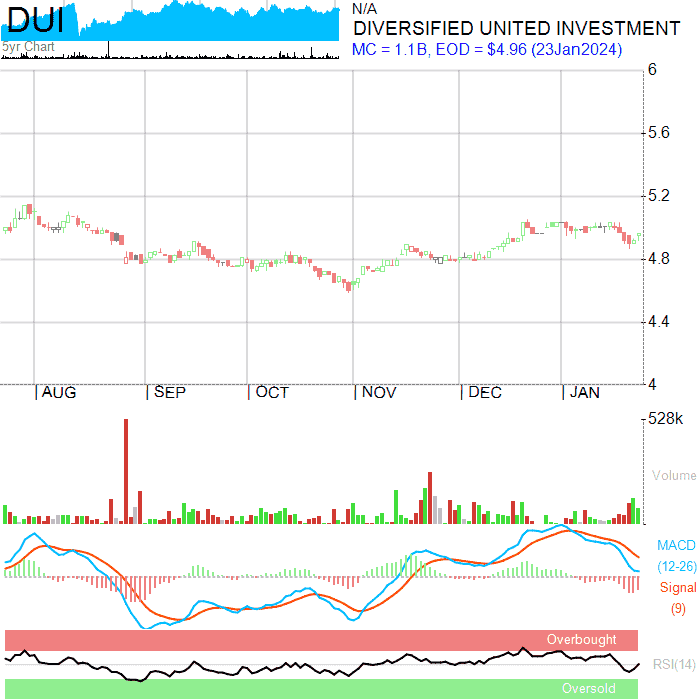 DUI
5yr Chart
N/A
DIVERSIFIED UNITED INVESTMENT
MC = 1.1B, EOD = $4.96 (23Jan2024)
6
5.6
5.2
4.8
4.4
4
AUG SEP OCT NOV DEC JAN
528k
Volume
MACD
(12-26)
Signal
(9)
Overbought
RSI(14)
Oversold